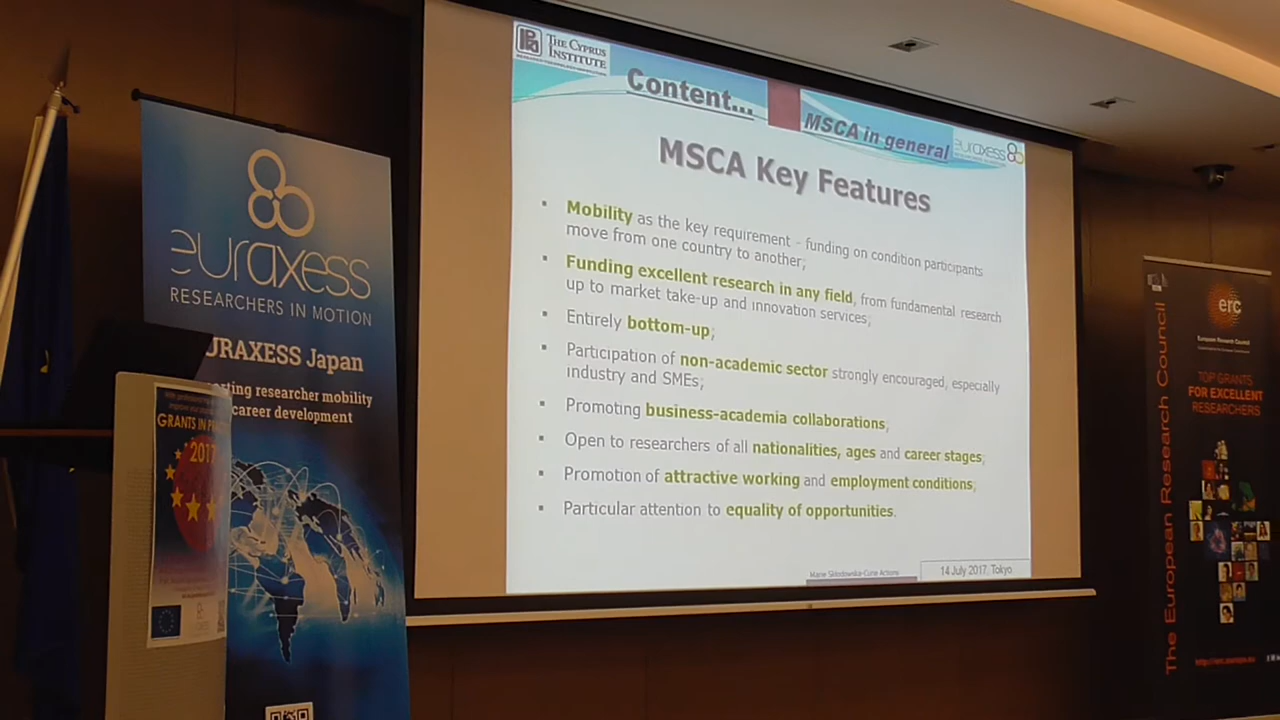 THE CYPRUS
INSTITUTE
Content...
MSCA in general
euraxess
MSCA Key Features
▪ Mobility as the key requirement - funding on condition participants
move from one country to another;
▪ Funding excellent research in any field, from fundamental research
up to market take-up and innovation services;
▪ Entirely bottom-up;
▪ Participation of non-academic sector strongly encouraged, especially
industry and SMEs;
▪ Promoting business-academia collaborations;
▪ Open to researchers of all nationalities, ages and career stages;
▪ Promotion of attractive working and employment conditions;
▪ Particular attention to equality of opportunities.
Marie Skłodowska-Curie Actions
14 July 2017, Tokyo
euraxess
RESEARCHERS IN MOTION
URAXESS Japan
rting researcher mobility
career development
GRANTS IN
2017
The European Research Council
erc
European Research Council
TOP GRANTS
FOR EXCELLENT
RESEARCHERS